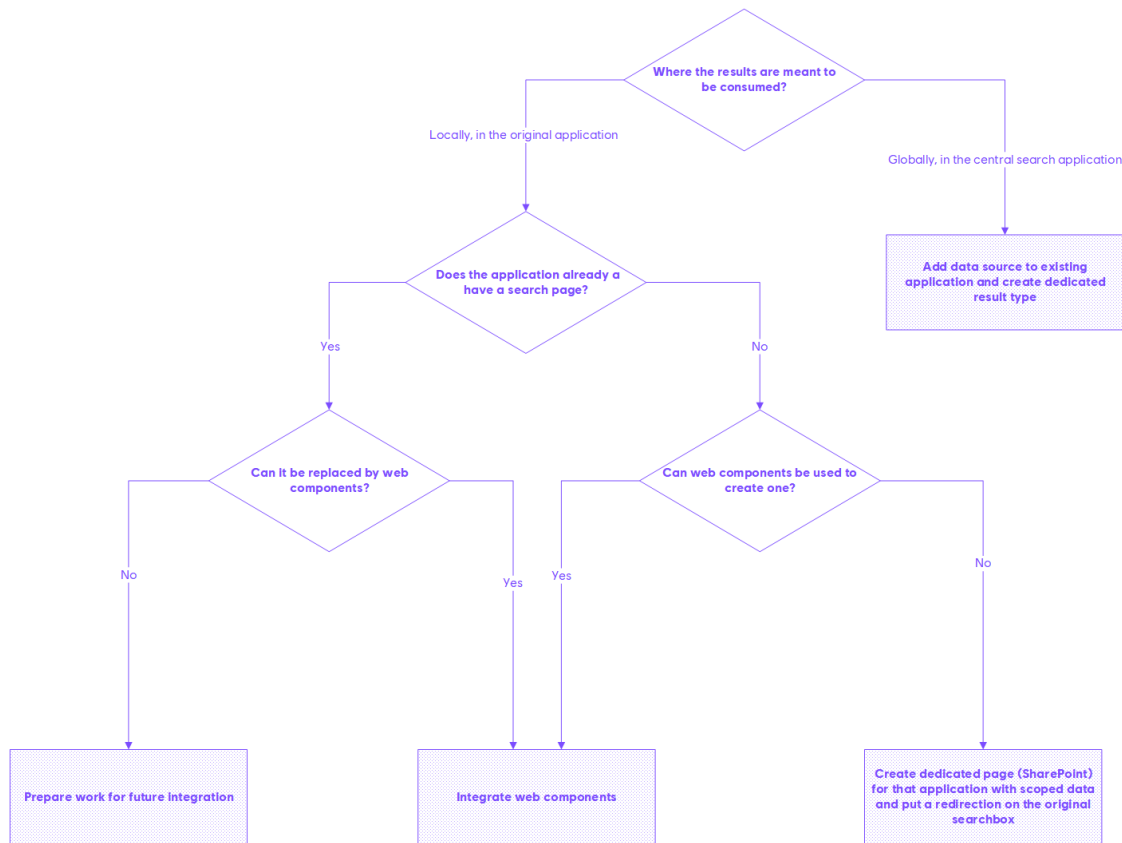 Where the results are meant to
be consumed?
Locally, in the original application
Globally, in the central search application
Does the application already a
have a search page?
Add data source to existing
application and create dedicated
result type
Yes
No
Can It be replaced by web
components?
Can web components be used to
create one?
No
Yes
Yes
No
Prepare work for future integration
Integrate web components
Create dedicated page (SharePoint)
for that application with scoped data
and put a redirection on the original
searchbox